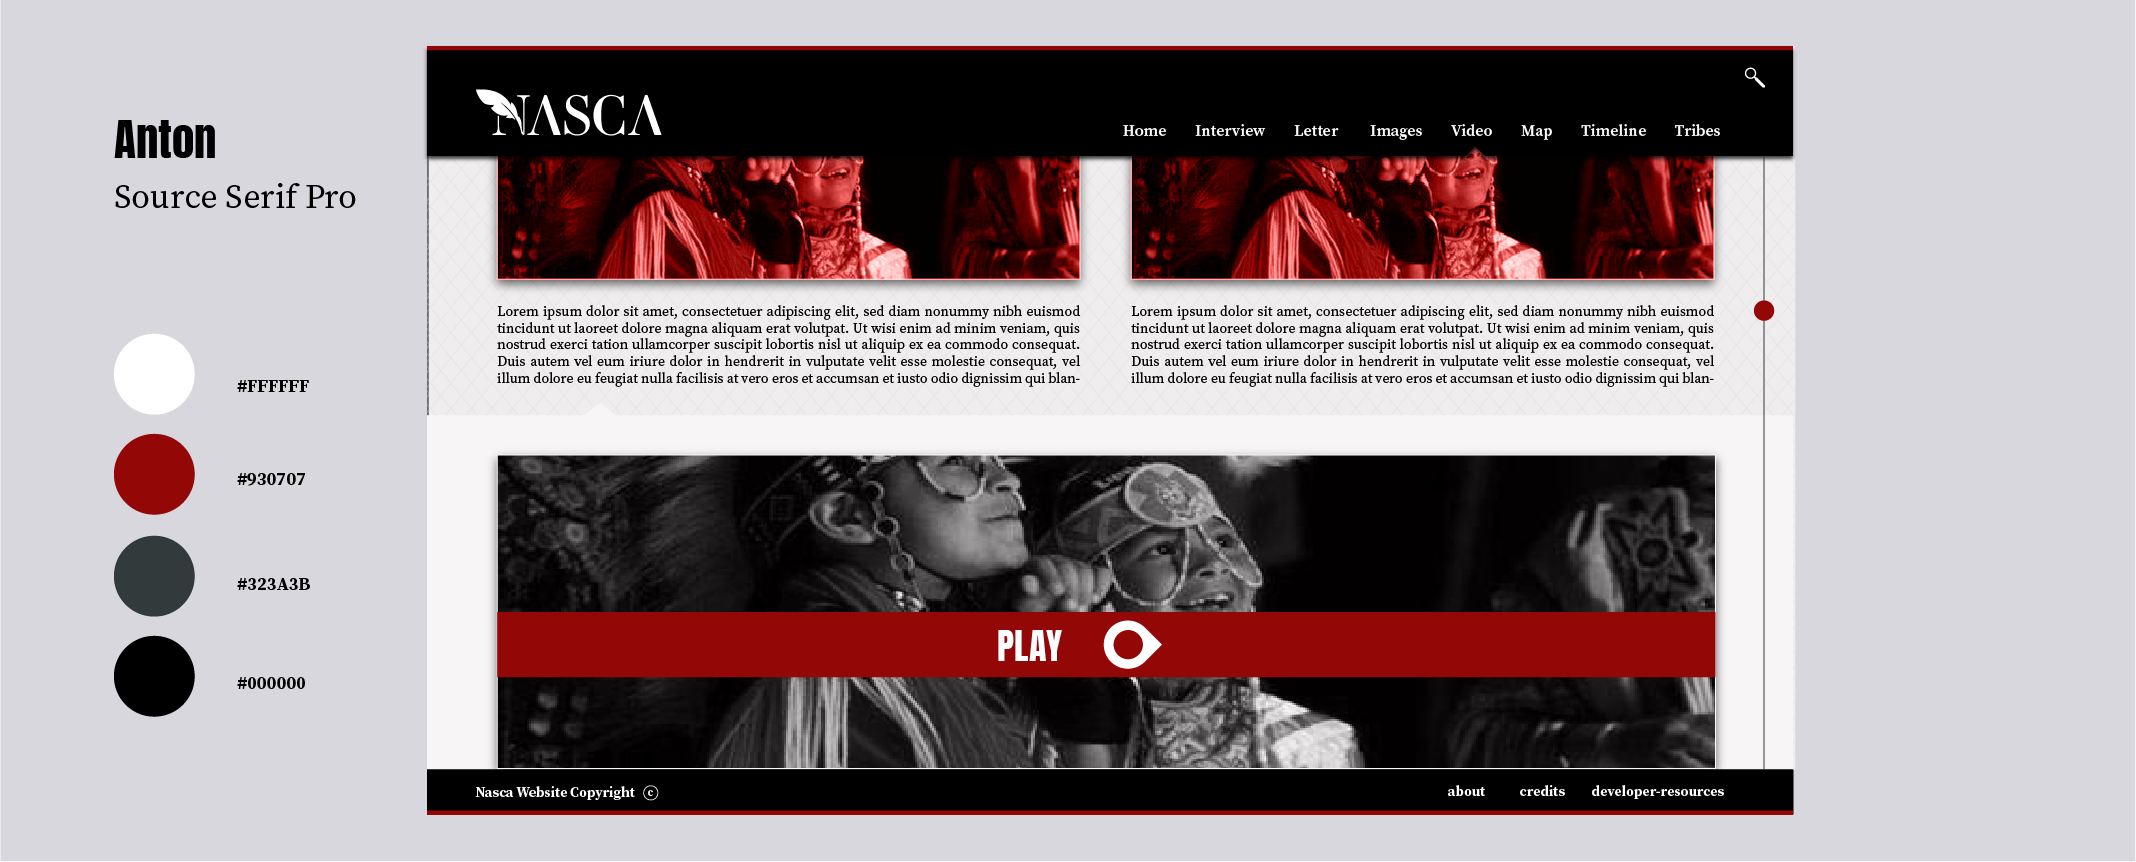 Anton
Source Serif Pro
#FFFFFF
#930707
#323A3B
#000000
NASCA
Home Interview Letter Images Video Map Timeline Tribes
Lorem ipsum dolor sit amet, consectetuer adipiscing elit, sed diam nonummy nibh euismod
tincidunt ut laoreet dolore magna aliquam erat volutpat. Ut wisi enim ad minim veniam, quis
nostrud exerci tation ullamcorper suscipit lobortis nisl ut aliquip ex ea commodo consequat.
Duis autem vel eum iriure dolor in hendrerit in vulputate velit esse molestie consequat, vel
illum dolore eu feugiat nulla facilisis at vero eros et accumsan et iusto odio dignissim qui blan-
Lorem ipsum dolor sit amet, consectetuer adipiscing elit, sed diam nonummy nibh euismod
tincidunt ut laoreet dolore magna aliquam erat volutpat. Ut wisi enim ad minim veniam, quis
nostrud exerci tation ullamcorper suscipit lobortis nisl ut aliquip ex ea commodo consequat.
Duis autem vel eum iriure dolor in hendrerit in vulputate velit esse molestie consequat, vel
illum dolore eu feugiat nulla facilisis at vero eros et accumsan et iusto odio dignissim qui blan-
PLAY
Nasca Website Copyright ©
about credits developer-resources